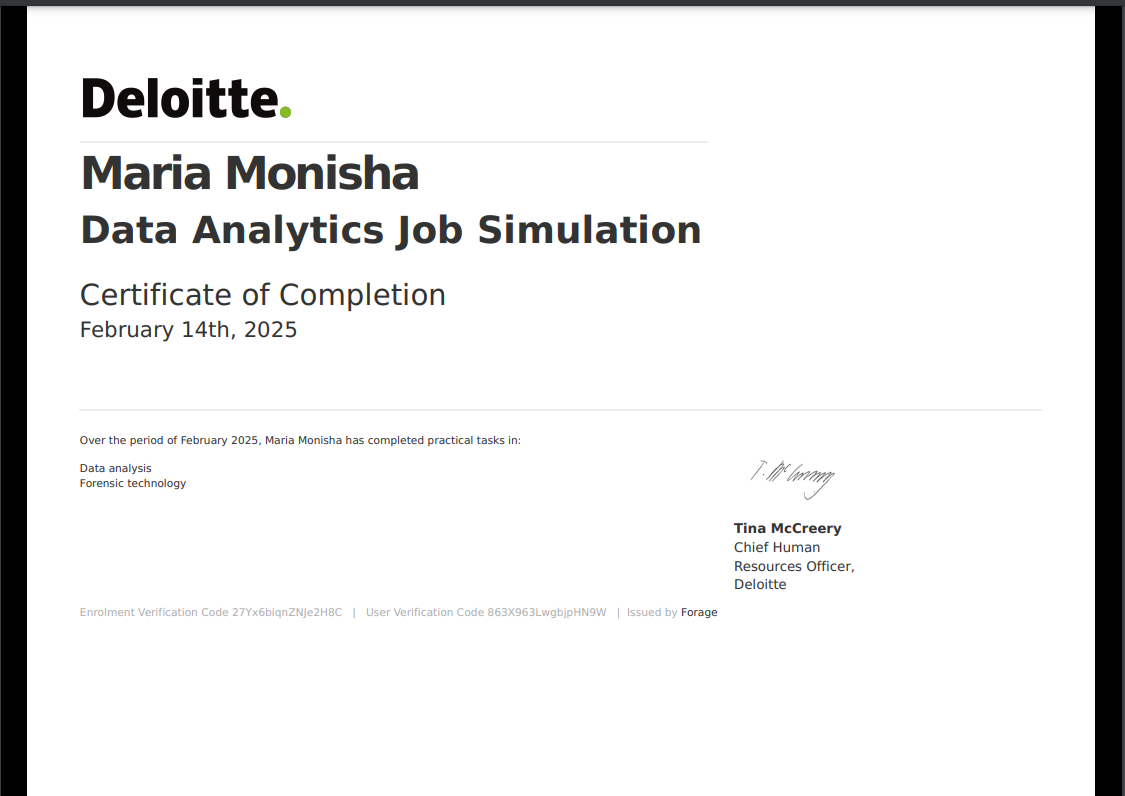 Deloitte.
Maria Monisha
Data Analytics Job Simulation
Certificate of Completion
February 14th, 2025
Over the period of February 2025, Maria Monisha has completed practical tasks in:
Data analysis
Forensic technology
T. McCreery
Tina McCreery
Chief Human
Resources Officer,
Deloitte
Enrolment Verification Code 27Yx6biqnZNJe2H8C | User Verification Code 863X963LwgbjpHN9W | Issued by Forage